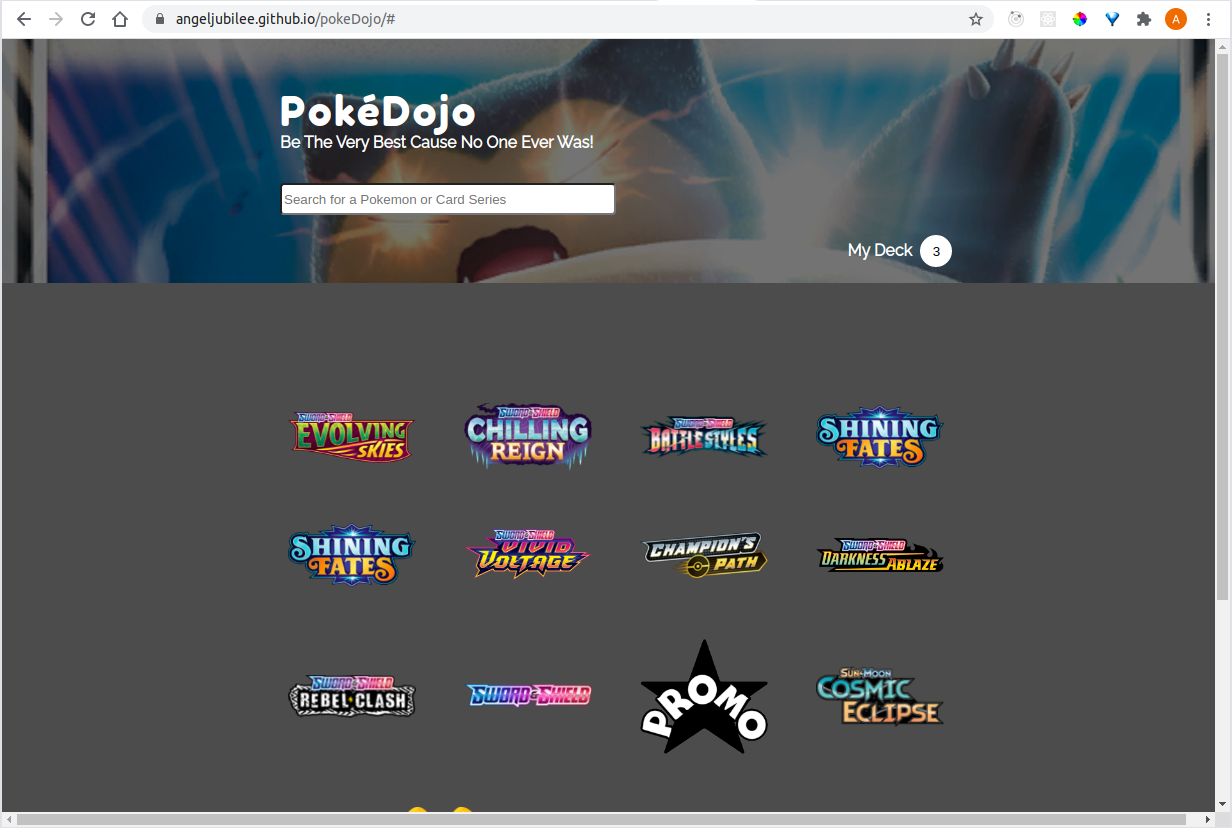 angeljubilee.github.io/pokeDojo/#
A
PokéDojo
Be The Very Best Cause No One Ever Was!
Search for a Pokemon or Card Series
My Deck 3
SWORD & SHIELD
EVOLVING
SKIES
SWORD & SHIELD
CHILLING
REIGN
SWORD & SHIELD
BATTLE STYLES
SHINING
FATES
SHINING
FATES
SWORD & SHIELD
VIVID
VOLTAGE
CHAMPION'S
PATH
SWORD & SHIELD
DARKNESS
ABLAZE
SWORD & SHIELD
REBEL CLASH
SWORD & SHIELD
PROMO
SUN & MOON
COSMIC
ECLIPSE